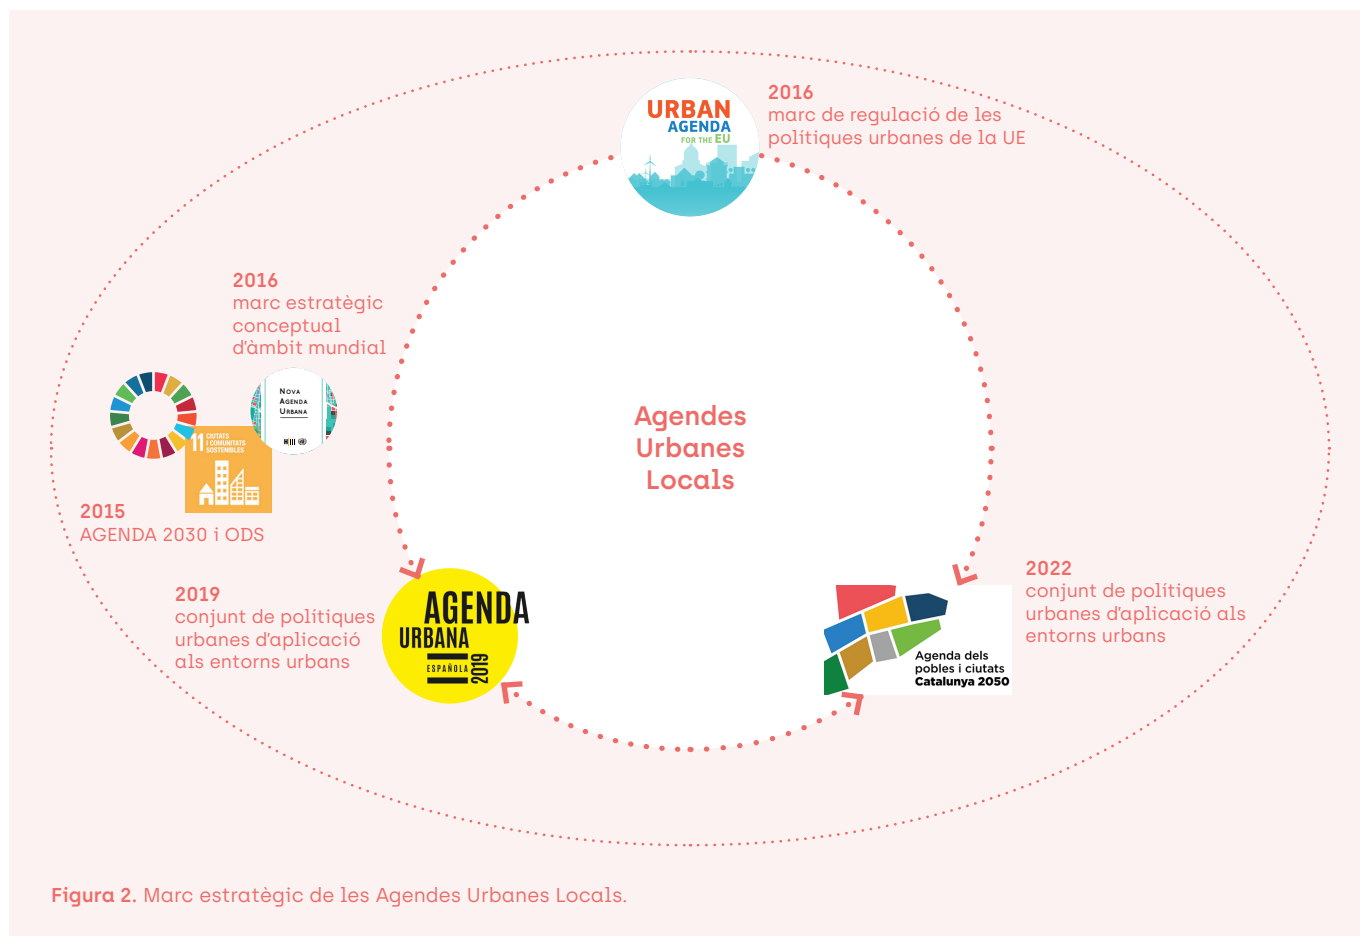 URBAN
AGENDA
FOR THE EU
2016
marc de regulació de les
polítiques urbanes de la UE
2016
marc estratègic
conceptual
d'àmbit mundial
NOVA
AGENDA
URBANA
11 CIUTATS
I COMUNITATS
SOSTENIBLES
2015
AGENDA 2030 i ODS
Agendes
Urbanes
Locals
2019
conjunt de polítiques
urbanes d'aplicació
als entorns urbans
AGENDA
URBANA
ESPAÑOLA
2019
2022
conjunt de polítiques
urbanes d'aplicació als
entorns urbans
Agenda dels
pobles i ciutats
Catalunya 2050
Figura 2. Marc estratègic de les Agendes Urbanes Locals.